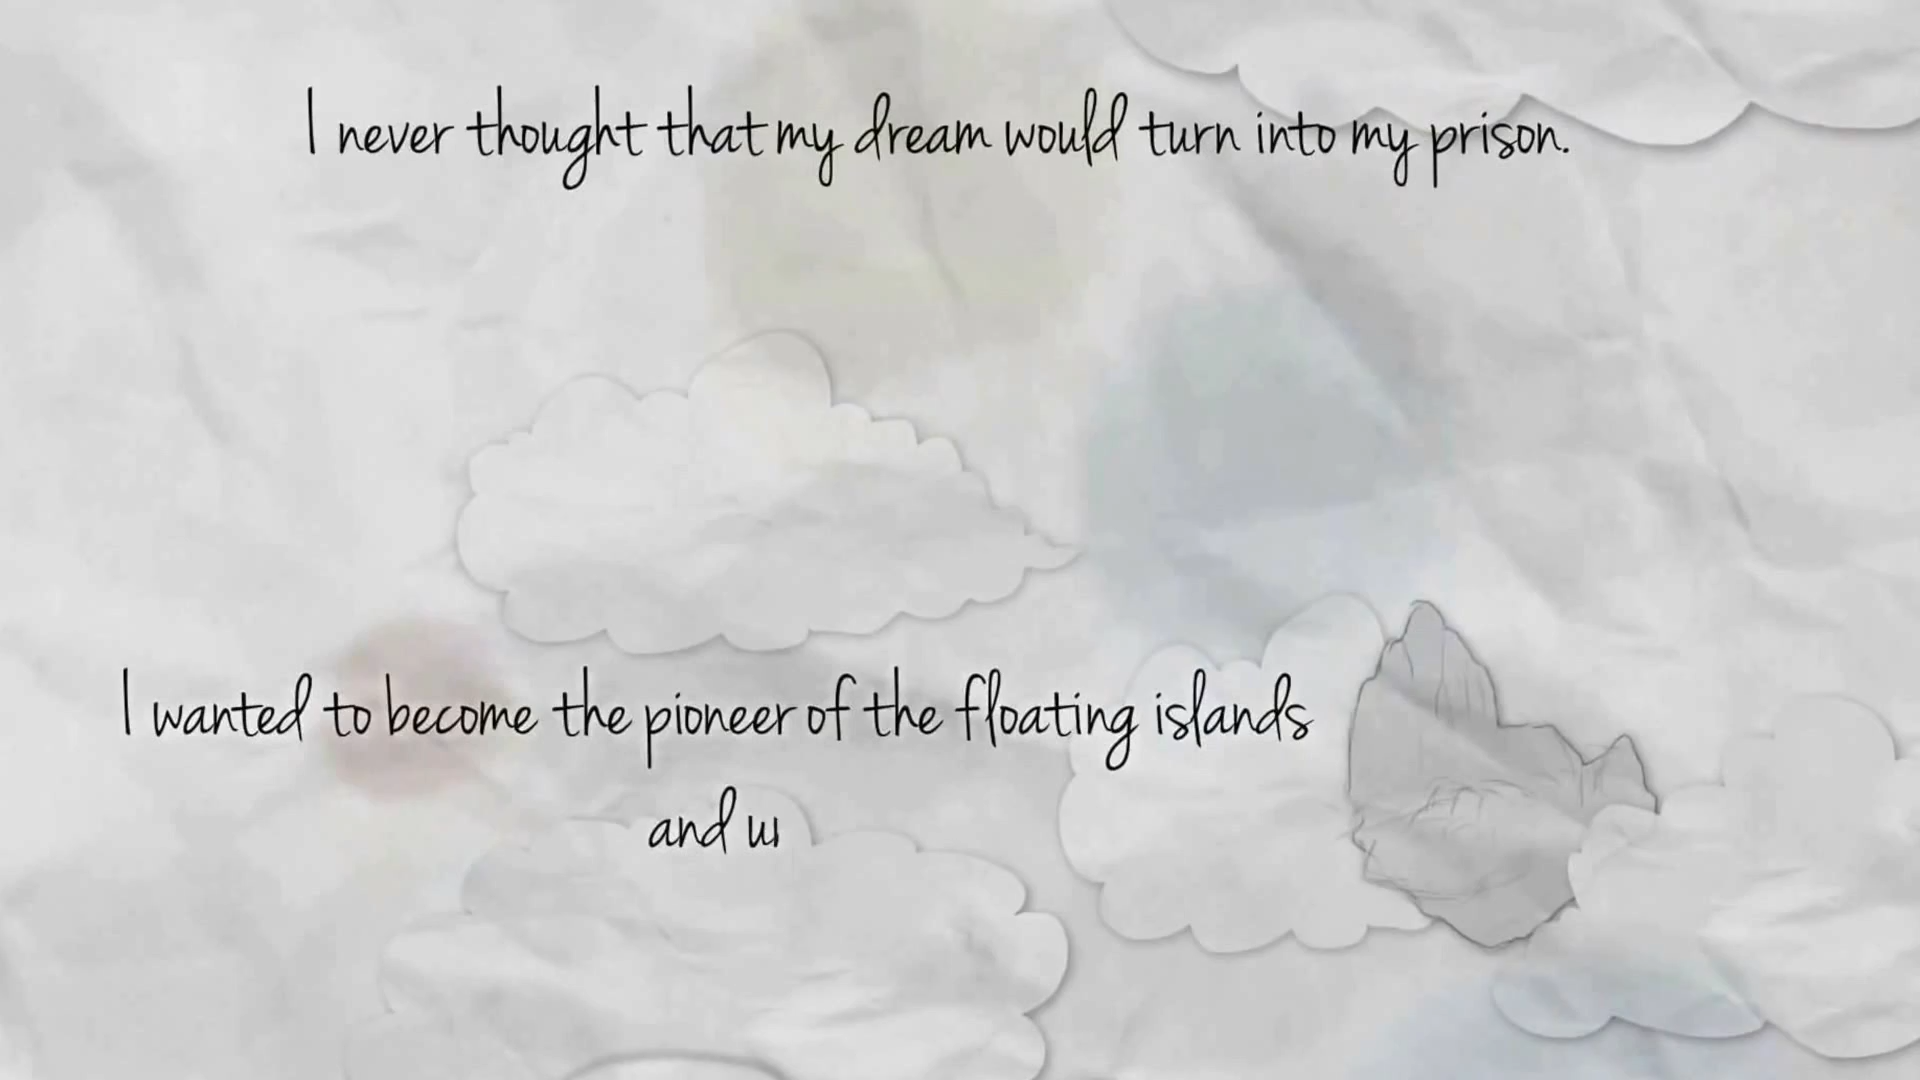 I never thought that my dream would turn into my prison.
I wanted to become the pioneer of the floating islands
and